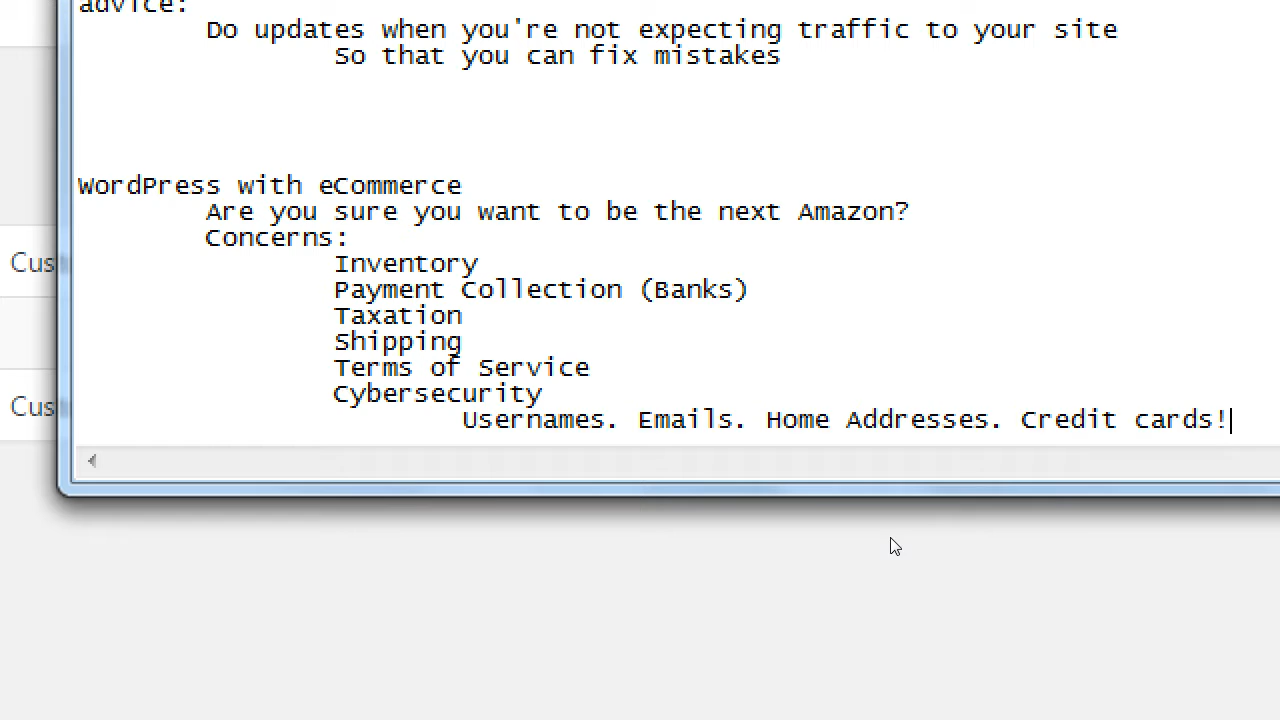 advice:
Do updates when you're not expecting traffic to your site
So that you can fix mistakes
WordPress with eCommerce
Are you sure you want to be the next Amazon?
Concerns:
Inventory
Payment Collection (Banks)
Taxation
Shipping
Terms of Service
Cybersecurity
Usernames. Emails. Home Addresses. Credit cards!
Cus
Cus